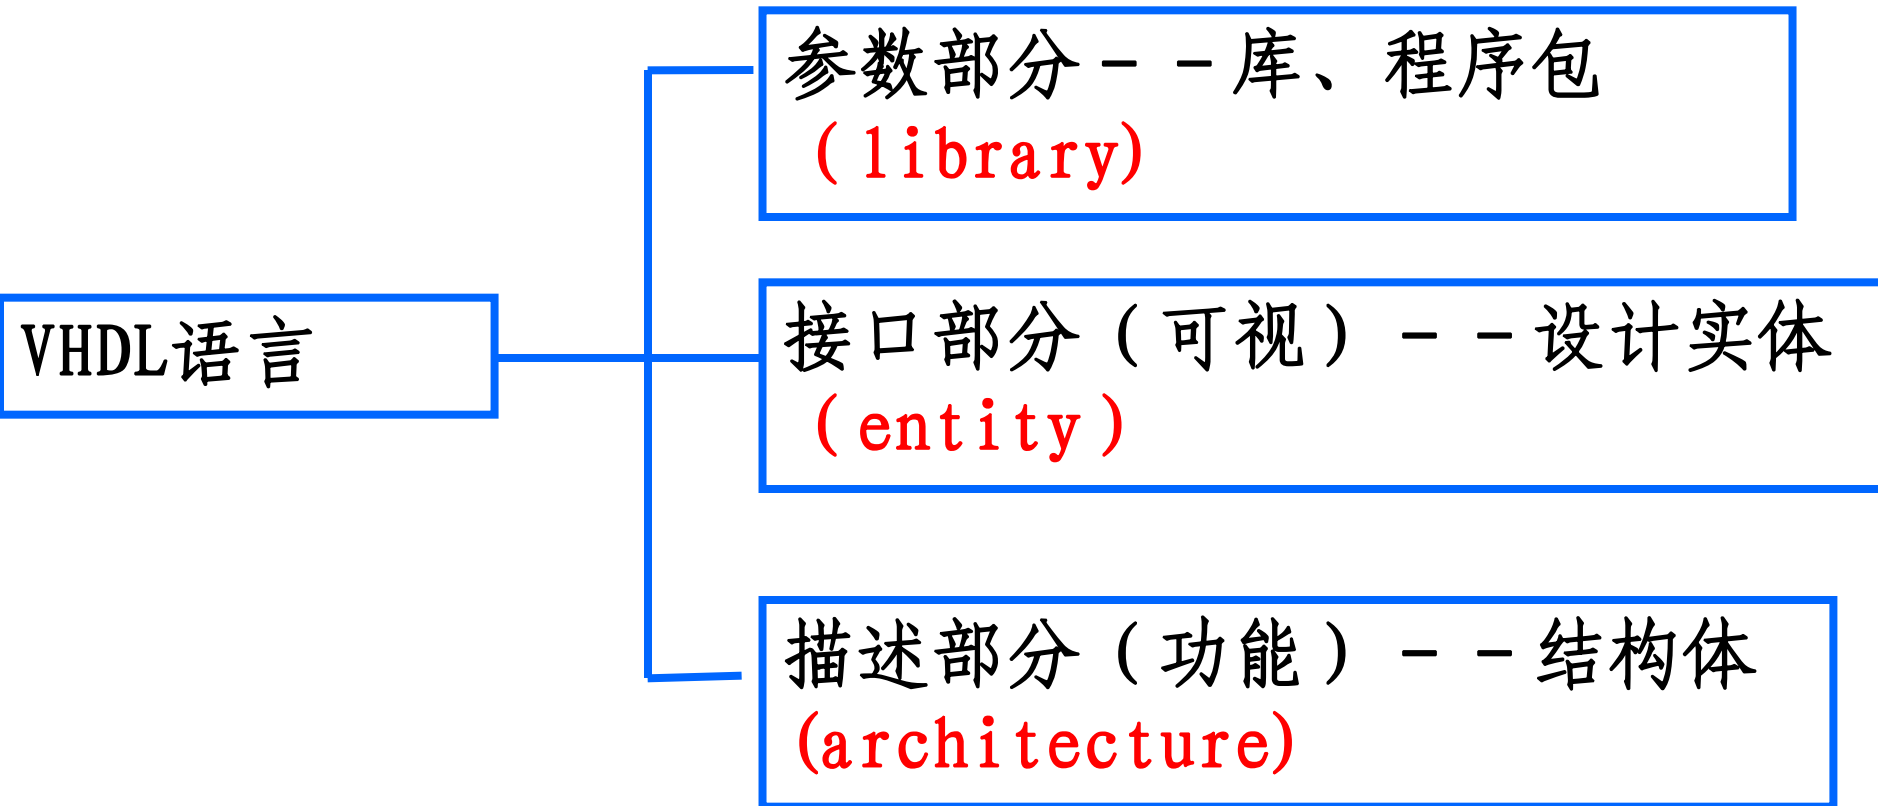 参数部分--库、程序包
(library)
VHDL语言
接口部分(可视)--设计实体
(entity)
描述部分(功能)--结构体
(architecture)